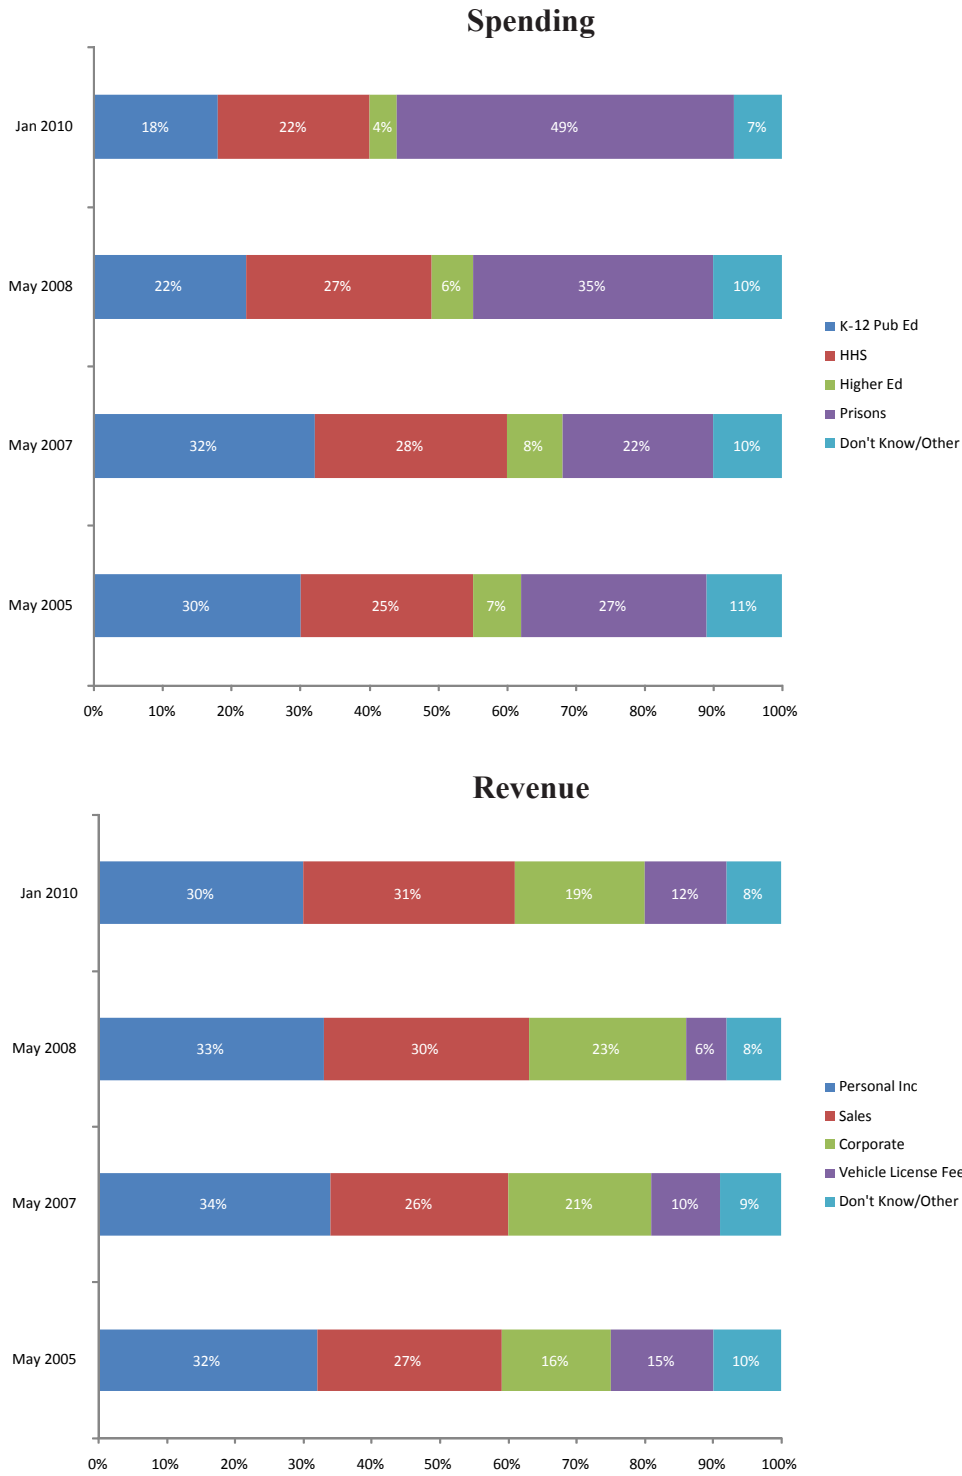 Spending
Jan 2010
18% 22% 4% 49% 7%
May 2008
22% 27% 6% 35% 10%
May 2007
32% 28% 8% 22% 10%
May 2005
30% 25% 7% 27% 11%
0% 10% 20% 30% 40% 50% 60% 70% 80% 90% 100%
K-12 Pub Ed
HHS
Higher Ed
Prisons
Don't Know/Other
Revenue
Jan 2010
30% 31% 19% 12% 8%
May 2008
33% 30% 23% 6% 8%
May 2007
34% 26% 21% 10% 9%
May 2005
32% 27% 16% 15% 10%
0% 10% 20% 30% 40% 50% 60% 70% 80% 90% 100%
Personal Inc
Sales
Corporate
Vehicle License Fee
Don't Know/Other